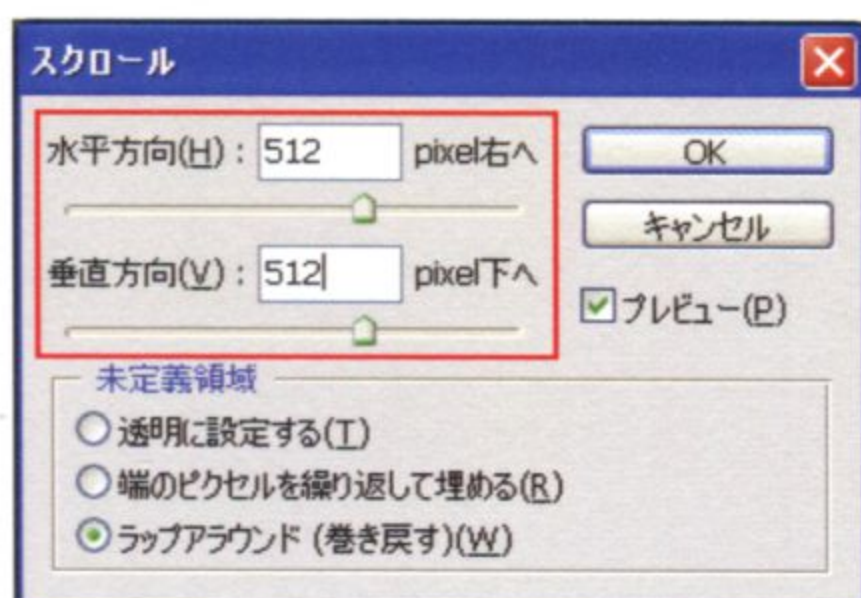 スクロール
水平方向(H) : 512 pixel右へ
OK
キャンセル
垂直方向(V) : 512 pixel下へ
プレビュー(P)
未定義領域
透明に設定する(T)
端のピクセルを繰り返して埋める(R)
ラップアラウンド (巻き戻す)(W)